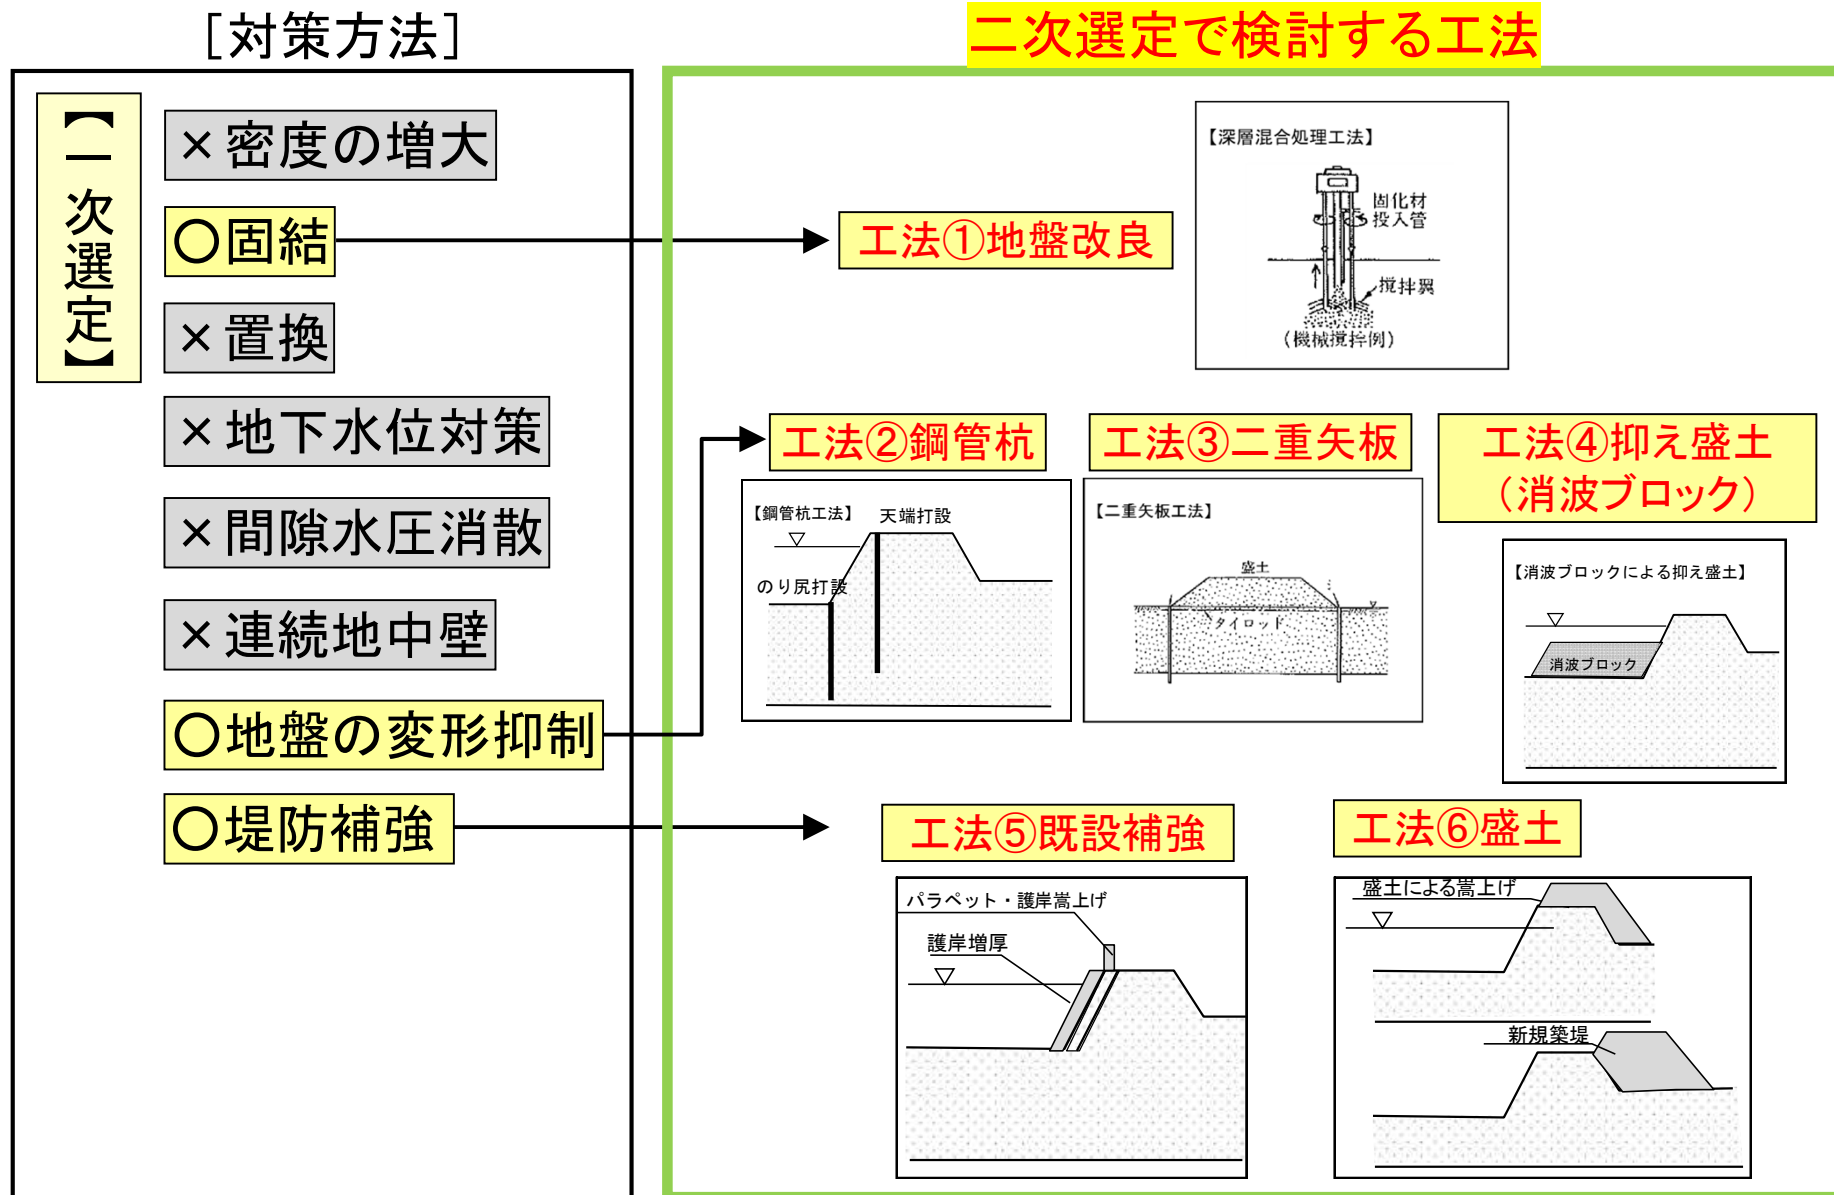 ［対策方法］
【一次選定】
×密度の増大
〇固結
×置換
×地下水位対策
×間隙水圧消散
×連続地中壁
〇地盤の変形抑制
〇堤防補強
二次選定で検討する工法
工法①地盤改良
【深層混合処理工法】
固化材
投入管
撹拌翼
（機械撹拌例）
工法②鋼管杭
【鋼管杭工法】
天端打設
のり尻打設
工法③二重矢板
【二重矢板工法】
盛土
タイロッド
工法④抑え盛土
（消波ブロック）
【消波ブロックによる抑え盛土】
消波ブロック
工法⑤既設補強
パラペット・護岸嵩上げ
護岸増厚
工法⑥盛土
盛土による嵩上げ
新規築堤